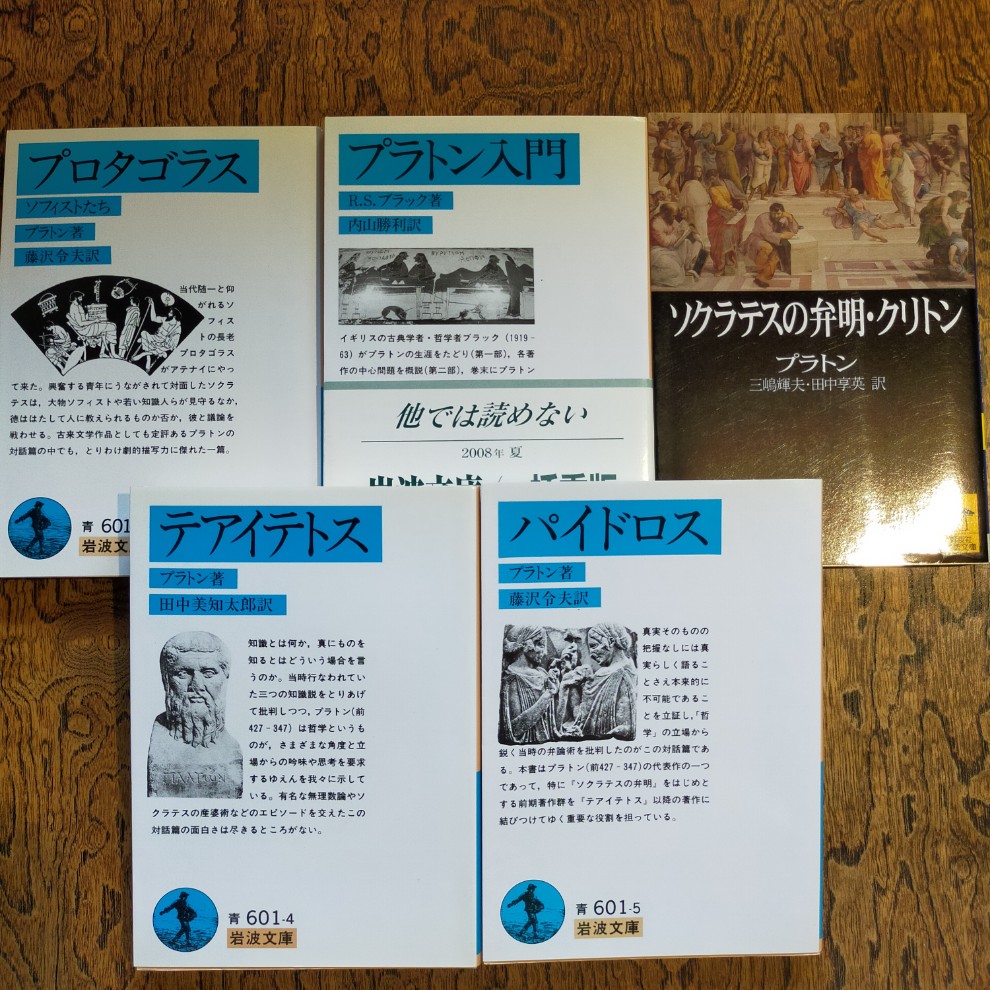 プロタゴラス
ソフィストたち
プラトン著
藤沢令夫訳
当代随一と仰
がれるソ
フィス
トの長老
プロタゴラス
がアテナイにやっ
て来た。興奮する青年にうながされて対面したソクラ
テスは，大物ソフィストや若い知識人らが見守るなか，
徳ははたして人に教えられるものか否か，彼と議論を
戦わせる。古来文学作品としても定評あるプラトンの
対話篇の中でも，とりわけ劇的描写力に傑れた一篇。
青 601
岩波文
プラトン入門
R.S.ブラック著
内山勝利訳
イギリスの古典学者・哲学者ブラック（1919－
63）がプラトンの生涯をたどり（第一部），各著
作の中心問題を概説（第二部），巻末にプラトン
他では読めない
2008年 夏
ソクラテスの弁明・クリトン
プラトン
三嶋輝夫・田中享英 訳
テアイテトス
プラトン著
田中美知太郎訳
知識とは何か，真にものを
知るとはどういう場合を言
うのか。当時行なわれてい
た三つの知識説をとりあげ
て批判しつつ，プラトン（前
427－347）は哲学というも
のが，さまざまな角度と立
場からの吟味や思考を要求
するゆえんを我々に示して
いる。有名な無理数論やソ
クラテスの産婆術などのエピソードを交えたこの
対話篇の面白さは尽きるところがない。
青 601-4
岩波文庫
パイドロス
プラトン著
藤沢令夫訳
真実そのものの
把握なしには真
実らしく語るこ
とさえ本来的に
不可能であるこ
とを立証し，「哲
学」の立場から
鋭く当時の弁論術を批判したのがこの対話篇であ
る。本書はプラトン（前427－347）の代表作の一つ
であって，特に『ソクラテスの弁明』をはじめと
する前期著作群を『テアイテトス』以降の著作に
結びつけてゆく重要な役割を担っている。
青 601-5
岩波文庫